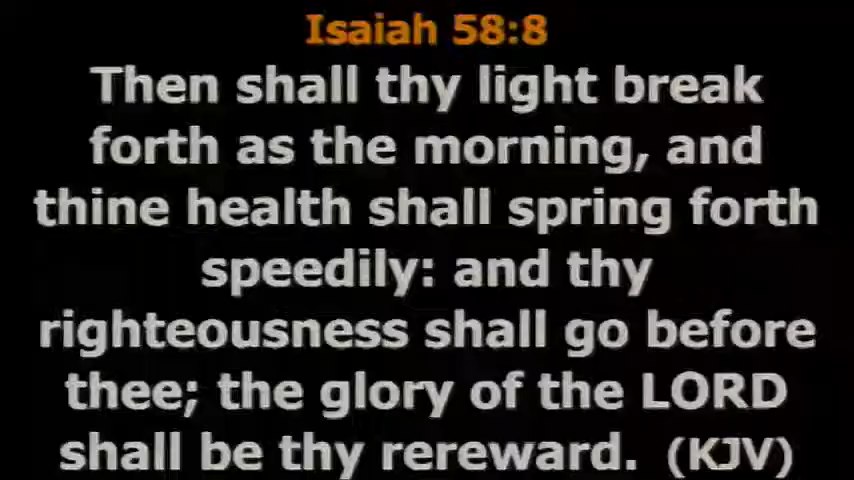 Isaiah 58:8
Then shall thy light break
forth as the morning, and
thine health shall spring forth
speedily: and thy
righteousness shall go before
thee; the glory of the LORD
shall be thy rereward. (KJV)